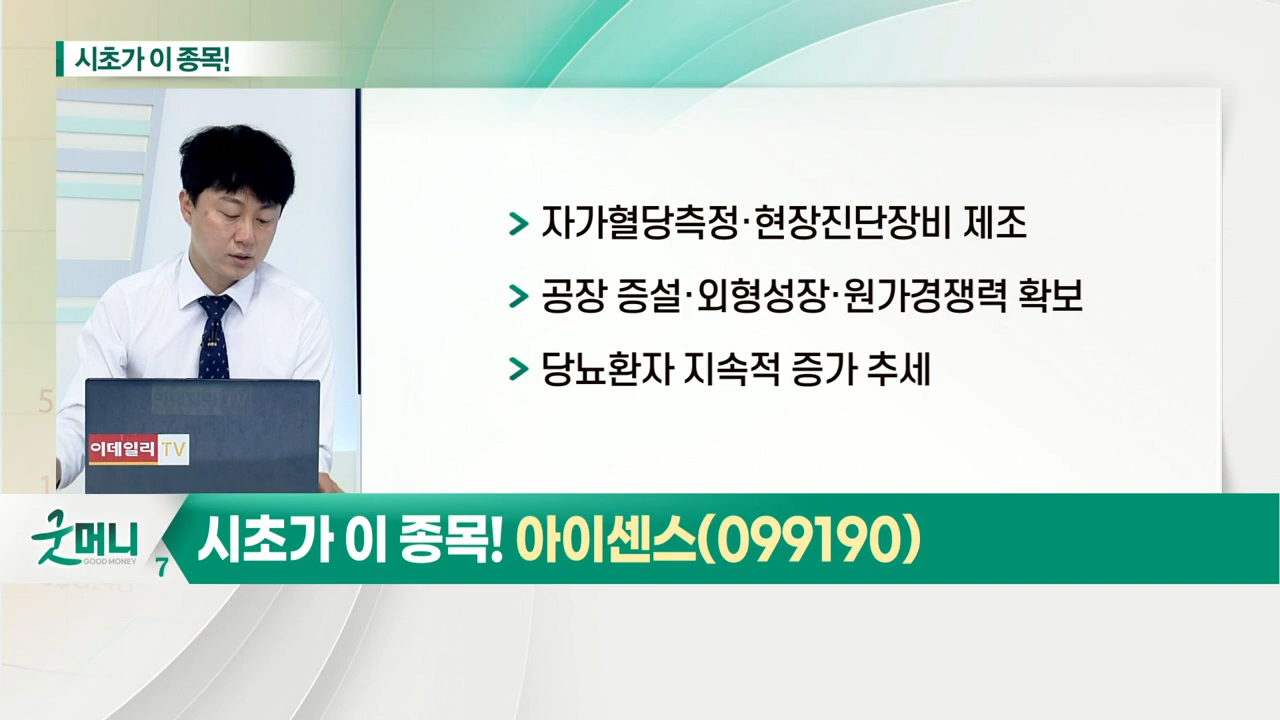 시초가 이 종목!
> 자가혈당측정·현장진단장비 제조
> 공장 증설·외형성장·원가경쟁력 확보
> 당뇨환자 지속적 증가 추세
이데일리 TV
굿머니
GOOD MONEY
7
시초가 이 종목! 아이센스(099190)